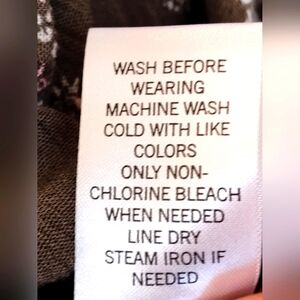 WASH BEFORE
WEARING
MACHINE WASH
COLD WITH LIKE
COLORS
ONLY NON-
CHLORINE BLEACH
WHEN NEEDED
LINE DRY
STEAM IRON IF
NEEDED